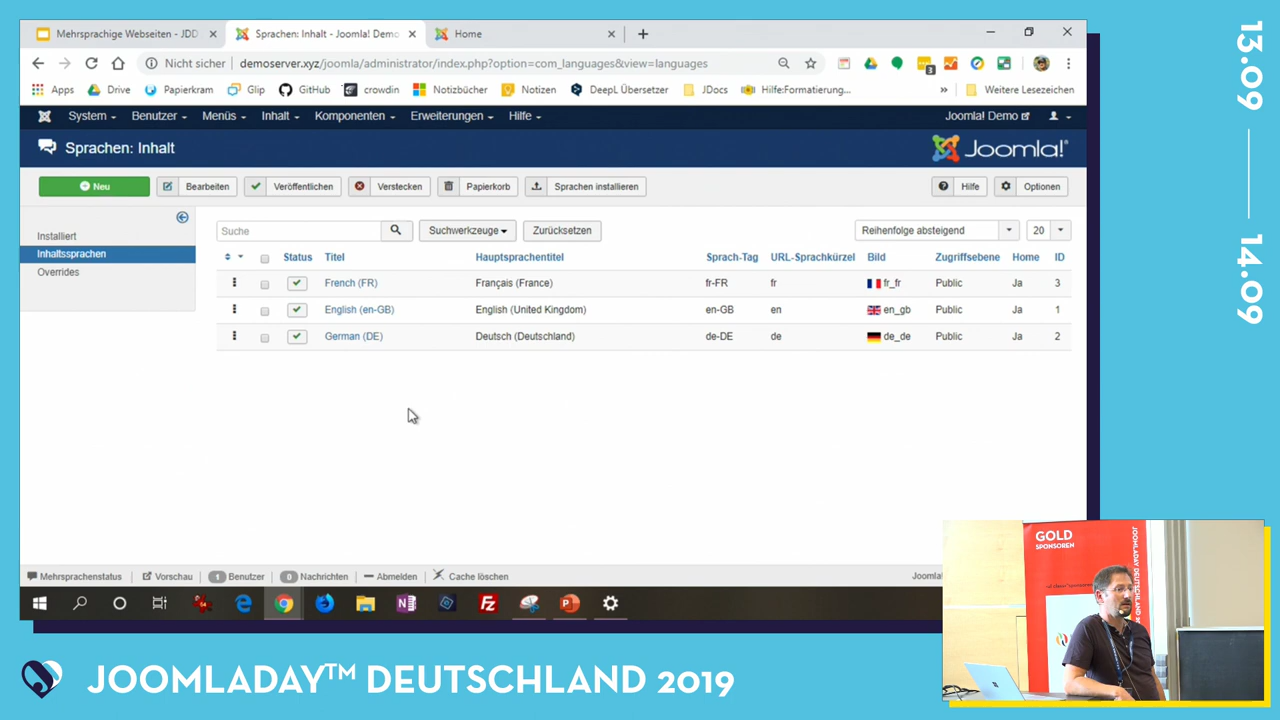 Mehrsprachige Webseiten - JDD
Sprachen: Inhalt - Joomla! Demo
Home
Nicht sicher
demoserver.xyz/joomla/administrator/index.php?option=com_languages&view=languages
Apps
Drive
Papierkram
Glip
GitHub
crowdin
Notizbücher
Notizen
DeepL Übersetzer
JDocs
Hilfe:Formatierung...
»
Weitere Lesezeichen
System
Benutzer
Menüs
Inhalt
Komponenten
Erweiterungen
Hilfe
Joomla! Demo
Sprachen: Inhalt
Joomla!®
Neu
Bearbeiten
Veröffentlichen
Verstecken
Papierkorb
Sprachen installieren
Hilfe
Optionen
Installiert
Inhaltssprachen
Overrides
Suche
Suchwerkzeuge
Zurücksetzen
Reihenfolge absteigend
20
Status Titel Hauptsprachentitel Sprach-Tag URL-Sprachkürzel Bild Zugriffsebene Home ID
French (FR) Français (France) fr-FR fr fr_fr Public Ja 3
English (en-GB) English (United Kingdom) en-GB en en_gb Public Ja 1
German (DE) Deutsch (Deutschland) de-DE de de_de Public Ja 2
Mehrsprachenstatus
Vorschau
1 Benutzer
0 Nachrichten
Abmelden
Cache löschen
Joomla!
13.09
14.09
GOLD
SPONSOREN
JOOMLADAY DEUTSCHLAND
JOOMLADAY™ DEUTSCHLAND 2019